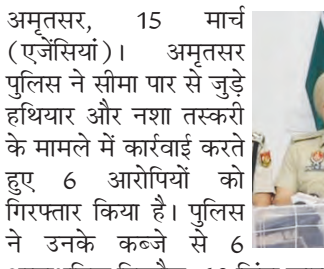 अमृतसर, 15 मार्च
(एजेंसियां)। अमृतसर
पुलिस ने सीमा पार से जुड़े
हथियार और नशा तस्करी
के मामले में कार्रवाई करते
हुए 6 आरोपियों को
गिरफ्तार किया है। पुलिस
ने उनके कब्जे से 6